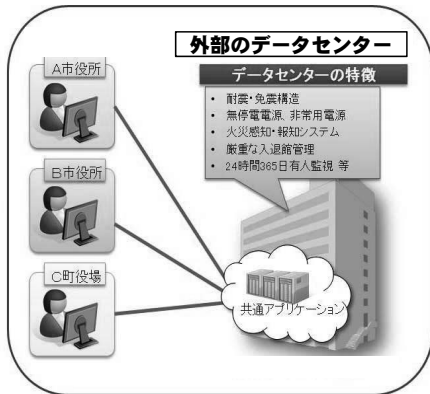 外部のデータセンター
データセンターの特徴
・ 耐震・免震構造
・ 無停電電源、非常用電源
・ 火災感知・報知システム
・ 厳重な入退館管理
・ 24時間365日有人監視 等
A市役所
B市役所
C町役場
共通アプリケーション